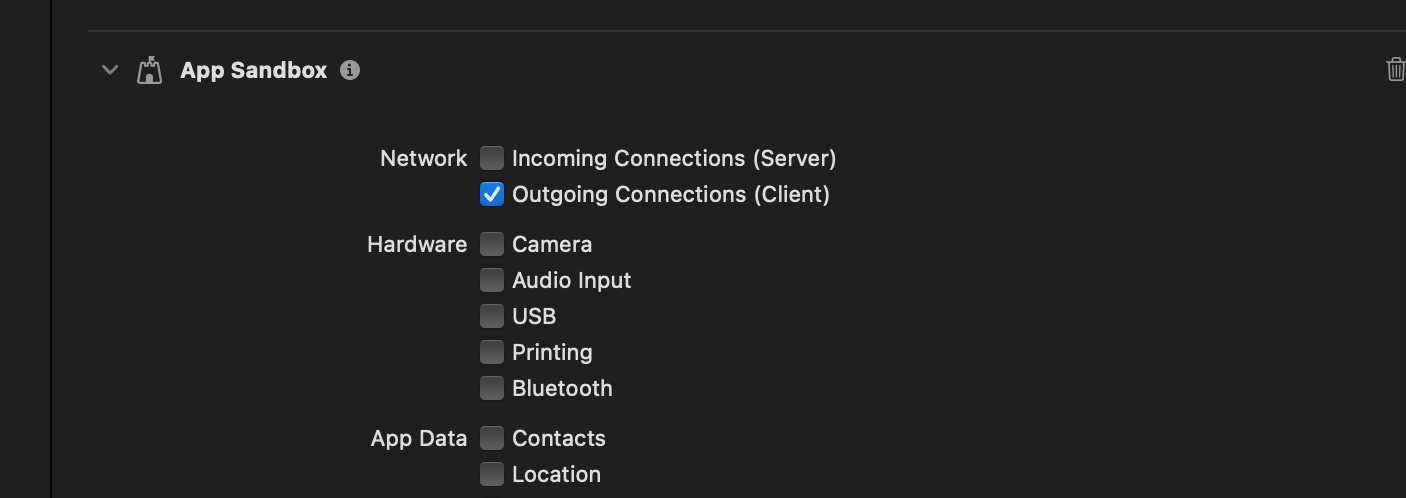 App Sandbox
Network Incoming Connections (Server)
Outgoing Connections (Client)
Hardware Camera
Audio Input
USB
Printing
Bluetooth
App Data Contacts
Location